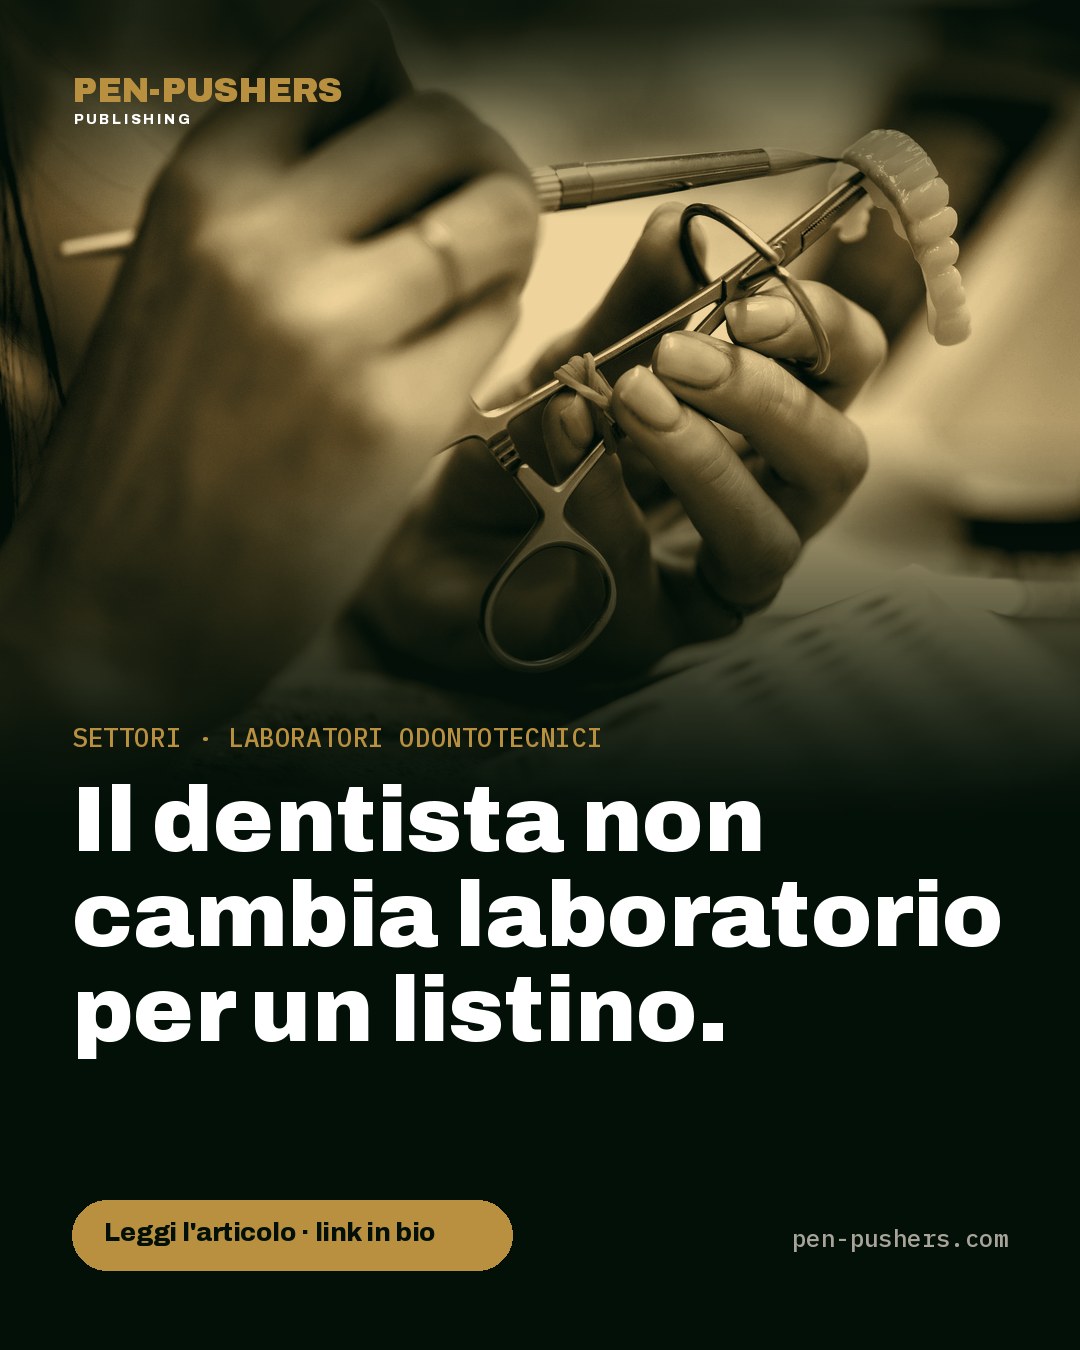 PEN-PUSHERS
PUBLISHING
SETTORI · LABORATORI ODONTOTECNICI
Il dentista non
cambia laboratorio
per un listino.
Leggi l'articolo · link in bio
pen-pushers.com